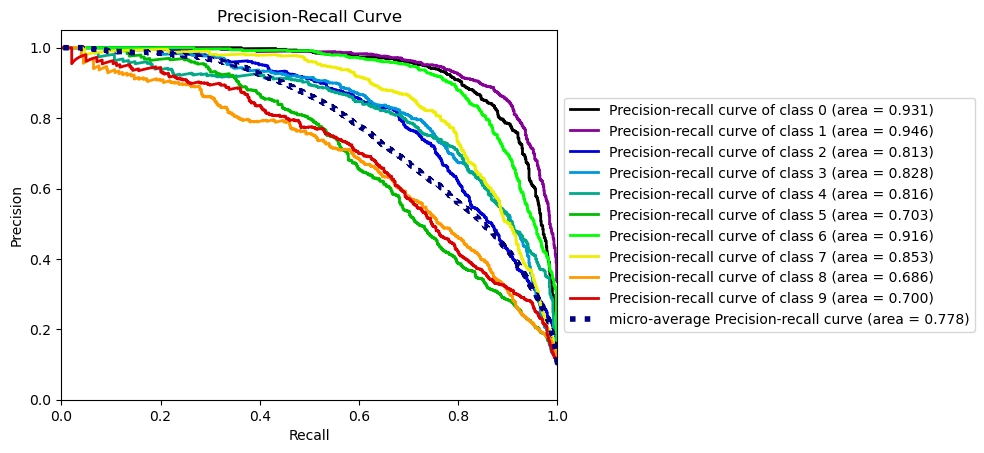 Precision-Recall Curve
1.0
0.8
0.6
0.4
0.2
0.0
Precision
0.0 0.2 0.4 0.6 0.8 1.0
Recall
Precision-recall curve of class 0 (area = 0.931)
Precision-recall curve of class 1 (area = 0.946)
Precision-recall curve of class 2 (area = 0.813)
Precision-recall curve of class 3 (area = 0.828)
Precision-recall curve of class 4 (area = 0.816)
Precision-recall curve of class 5 (area = 0.703)
Precision-recall curve of class 6 (area = 0.916)
Precision-recall curve of class 7 (area = 0.853)
Precision-recall curve of class 8 (area = 0.686)
Precision-recall curve of class 9 (area = 0.700)
micro-average Precision-recall curve (area = 0.778)